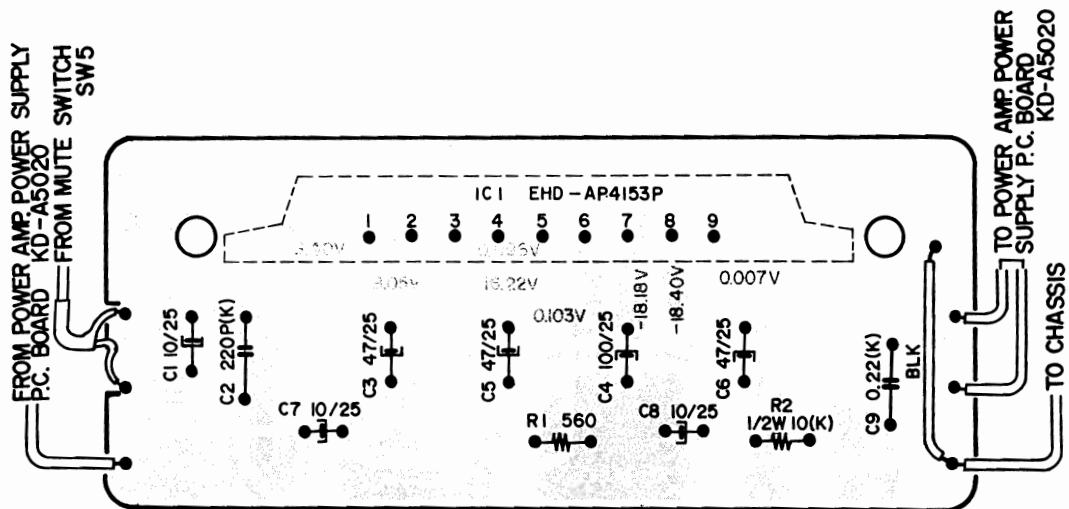 FROM POWER AMP. POWER SUPPLY
P.C. BOARD KD-A5020
FROM MUTE SWITCH
SW5
TO POWER AMP. POWER
SUPPLY P.C. BOARD
KD-A5020
TO CHASSIS
IC1 EHD-AP.4153P
1 2 3 4 5 6 7 8 9
16.22V
0.103V
-18.18V
-18.40V
0.007V
C1 10/25
C2 220P(K)
C3 47/25
C5 47/25
C4 100/25
C6 47/25
C9 0.22(K)
BLK
C7 10/25
R1 560
C8 10/25
R2
1/2W 10(K)